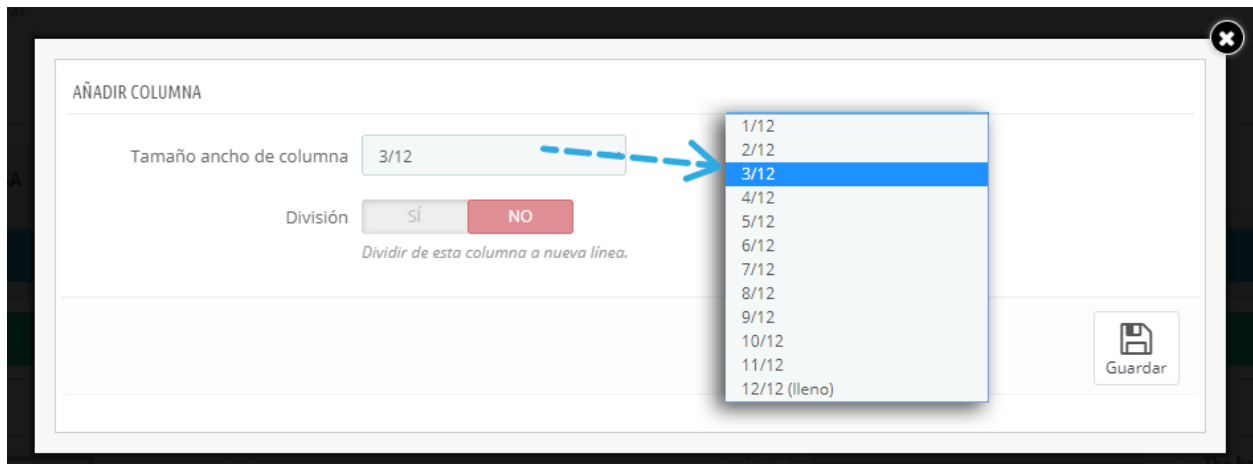 AÑADIR COLUMNA
Tamaño ancho de columna
3/12
División
SÍ
NO
Dividir de esta columna a nueva línea.
1/12
2/12
3/12
4/12
5/12
6/12
7/12
8/12
9/12
10/12
11/12
12/12 (lleno)
Guardar